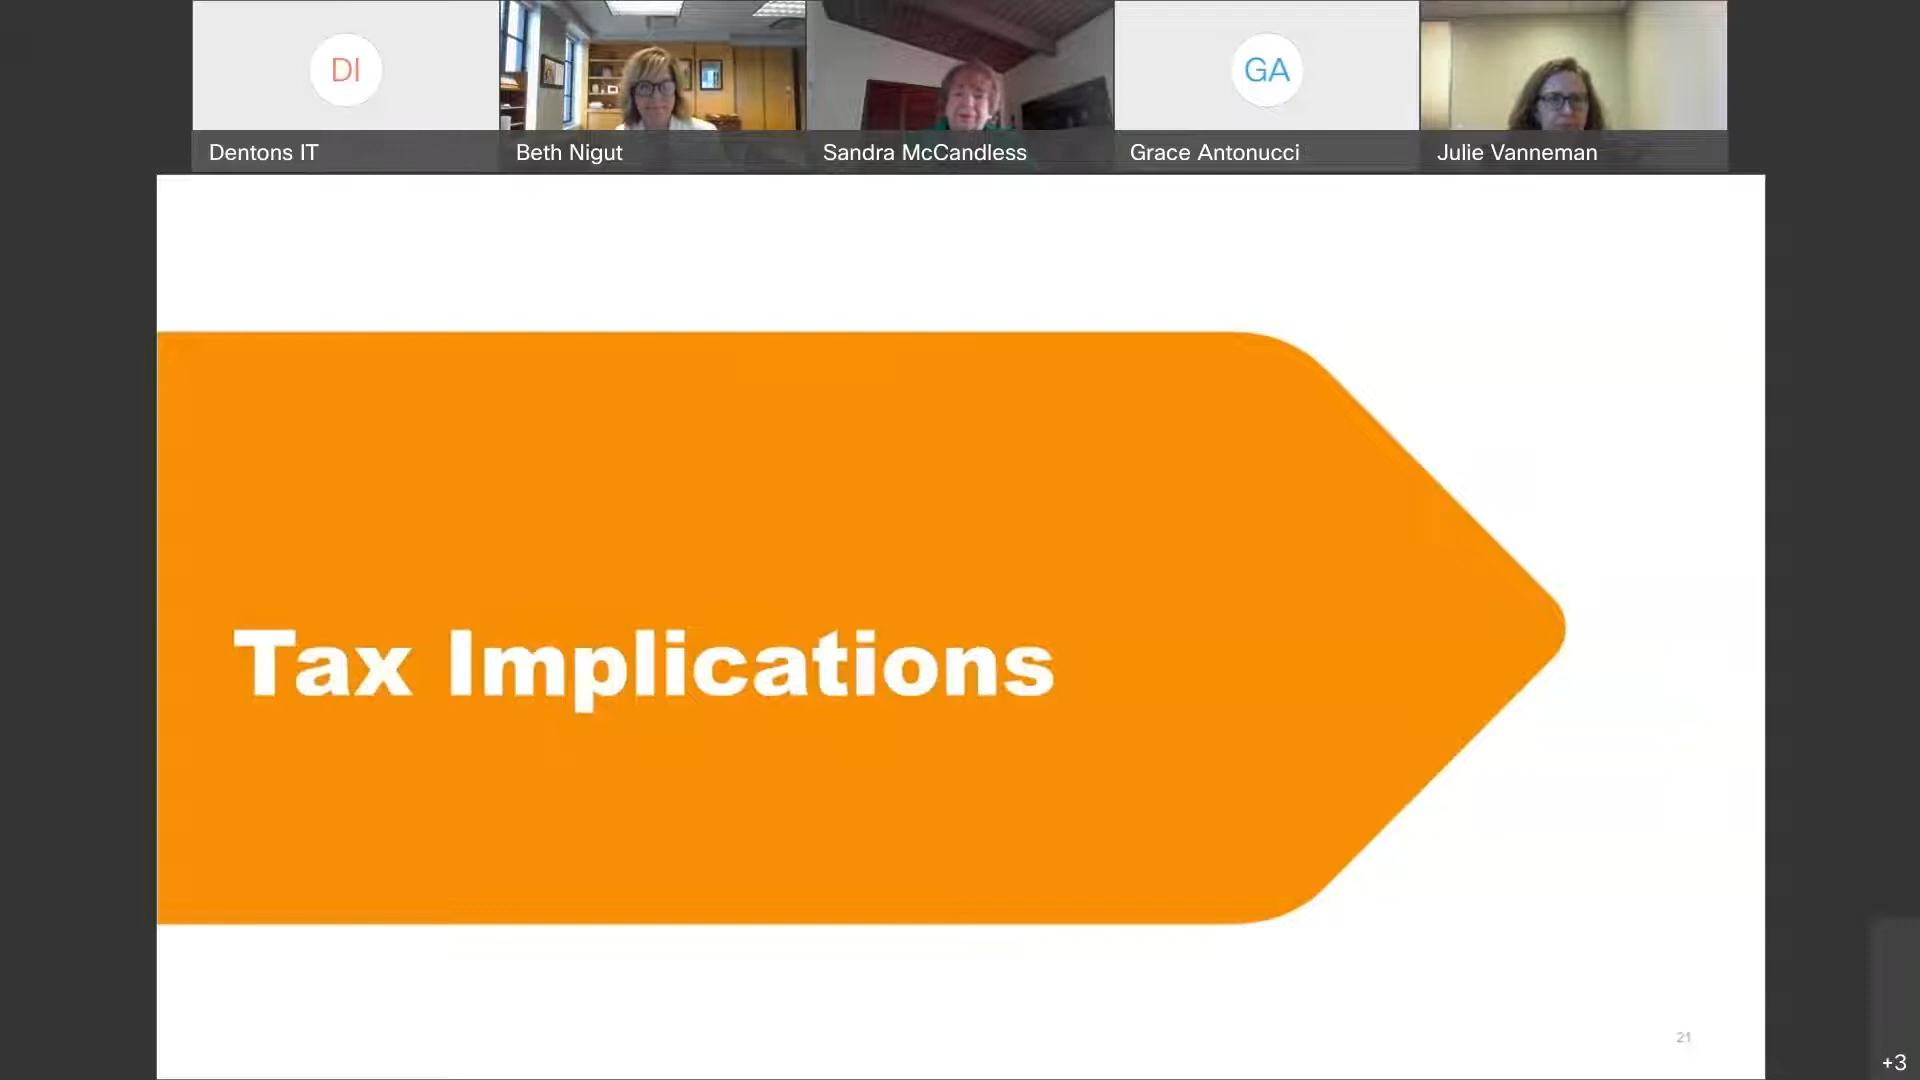 DI
GA
Dentons IT
Beth Nigut
Sandra McCandless
Grace Antonucci
Julie Vanneman
Tax Implications
21
+3